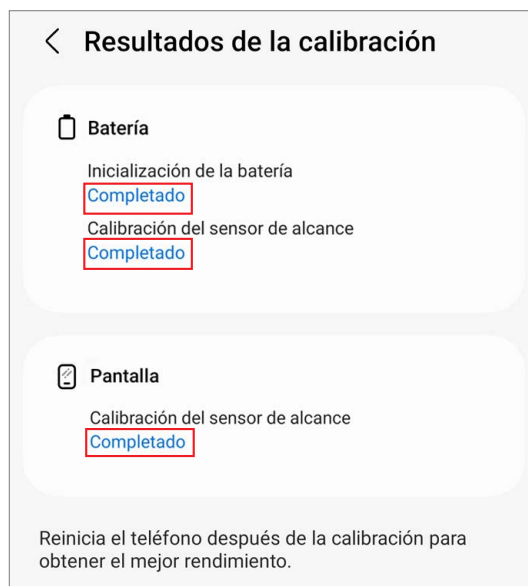 Resultados de la calibración
Batería
Inicialización de la batería
Completado
Calibración del sensor de alcance
Completado
Pantalla
Calibración del sensor de alcance
Completado
Reinicia el teléfono después de la calibración para
obtener el mejor rendimiento.